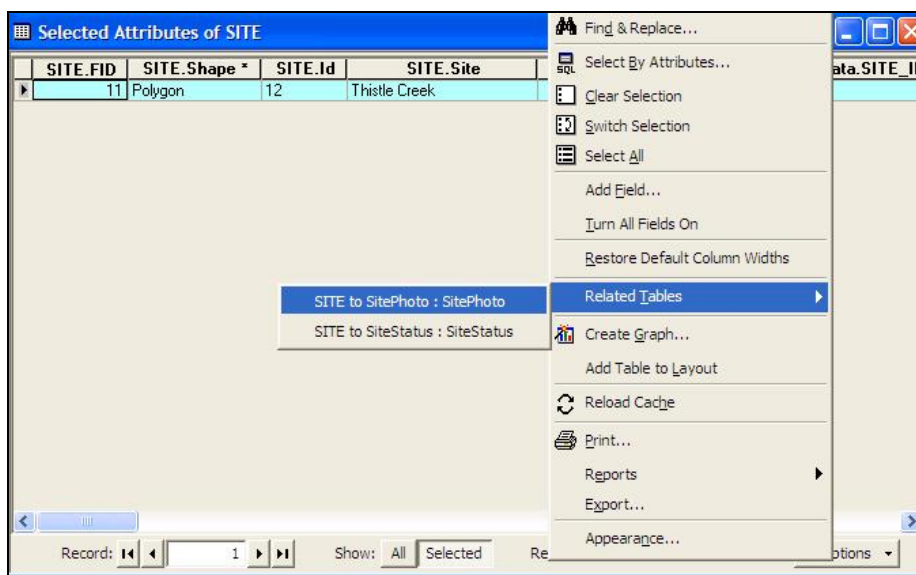 Selected Attributes of SITE
SITE.FID SITE.Shape * SITE.Id SITE.Site ata.SITE_I
11 Polygon 12 Thistle Creek
Find & Replace...
SQL Select By Attributes...
Clear Selection
Switch Selection
Select All
Add Field...
Turn All Fields On
Restore Default Column Widths
Related Tables
SITE to SitePhoto : SitePhoto
SITE to SiteStatus : SiteStatus
Create Graph...
Add Table to Layout
Reload Cache
Print...
Reports
Export...
Appearance...
Record: 1 Show: All Selected Re ptions